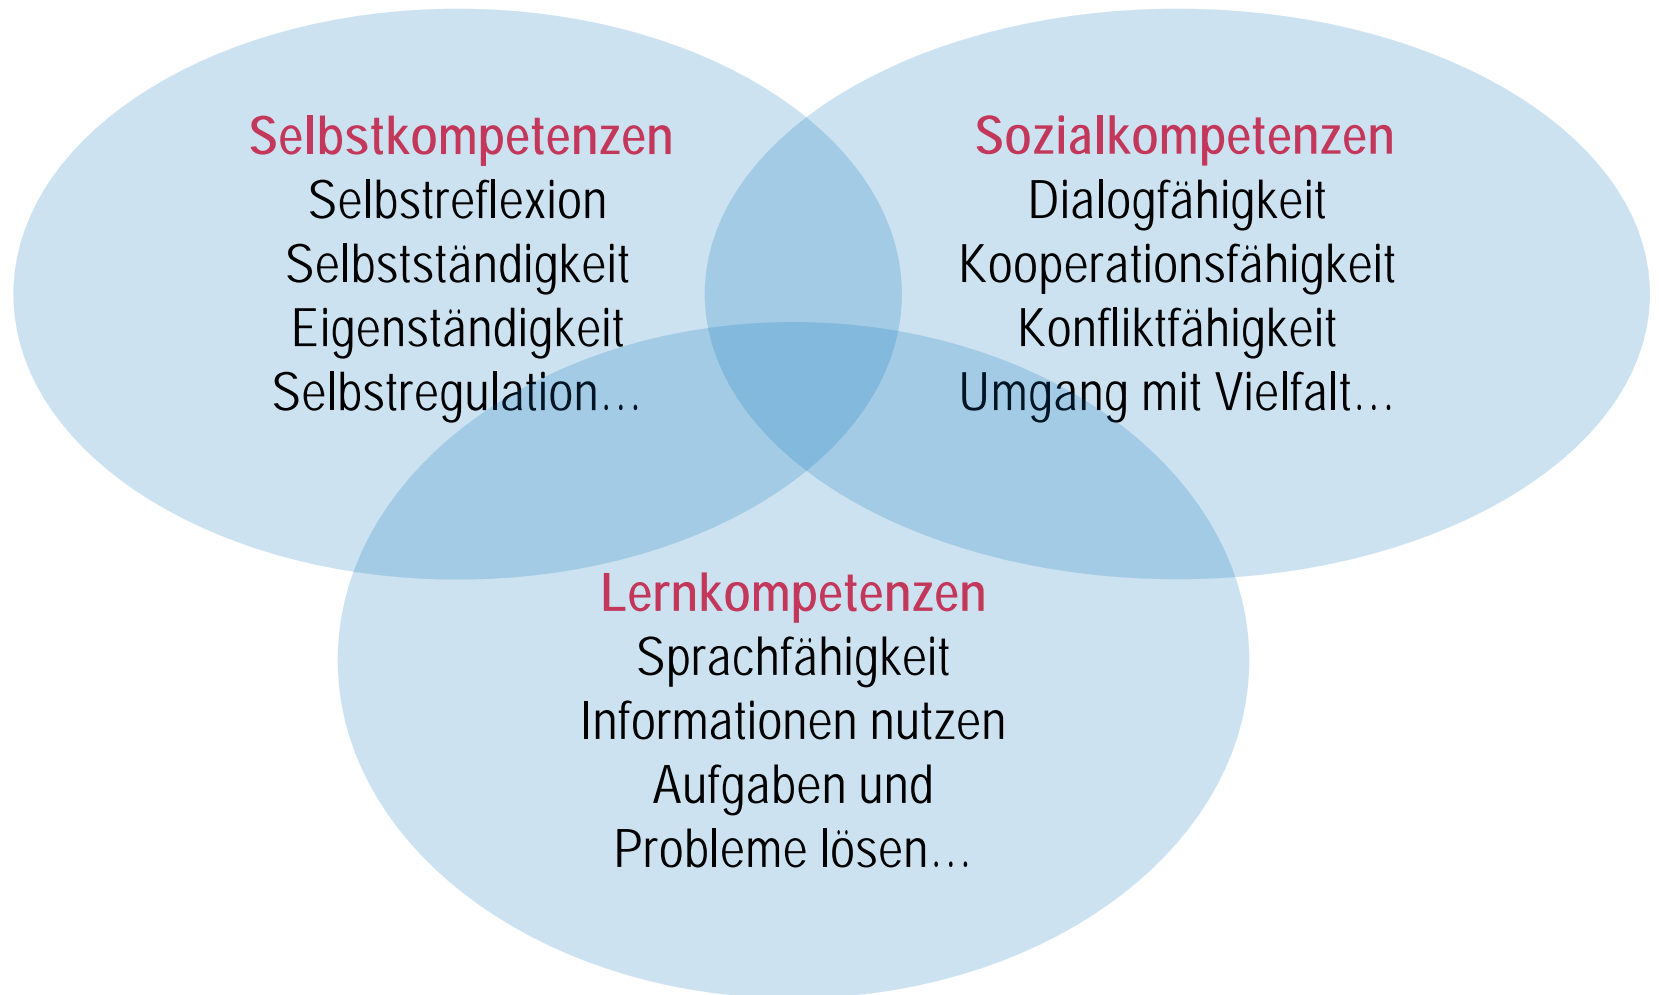 Selbstkompetenzen
Selbstreflexion
Selbstständigkeit
Eigenständigkeit
Selbstregulation…
Sozialkompetenzen
Dialogfähigkeit
Kooperationsfähigkeit
Konfliktfähigkeit
Umgang mit Vielfalt…
Lernkompetenzen
Sprachfähigkeit
Informationen nutzen
Aufgaben und
Probleme lösen…